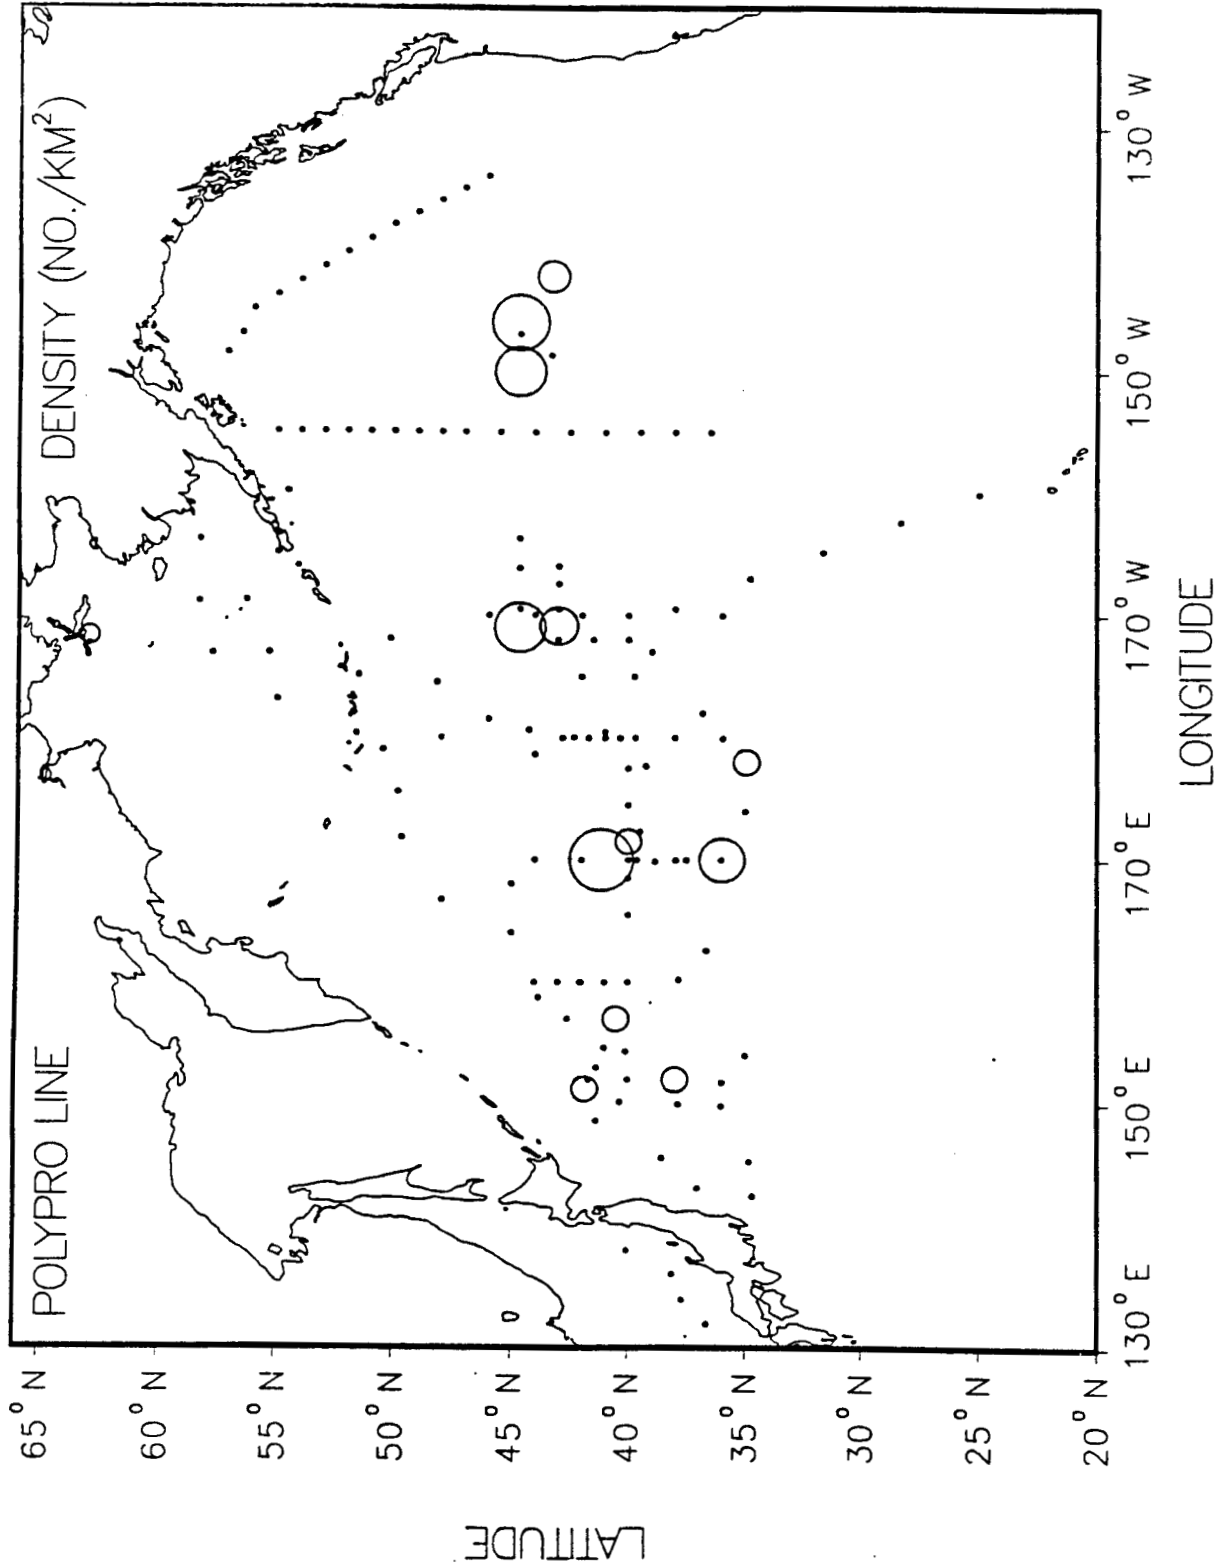 POLYPRO LINE
DENSITY (NO./KM²)
65° N
60° N
55° N
50° N
45° N
40° N
35° N
30° N
25° N
20° N
LATITUDE
130° E
150° E
170° E
170° W
150° W
130° W
LONGITUDE